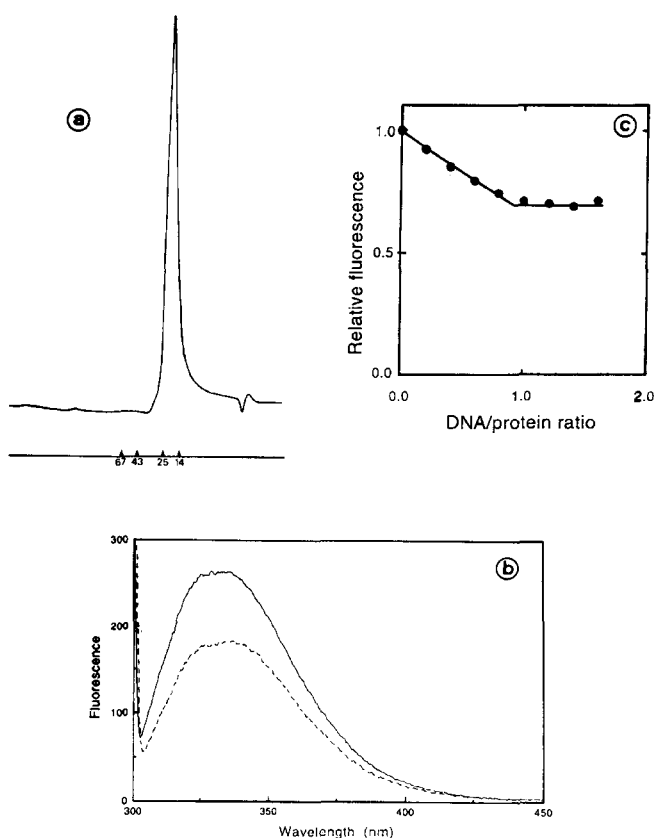 a
67 43 25 14
c
Relative fluorescence
1.0
0.5
0.0
0.0 1.0 2.0
DNA/protein ratio
b
Fluorescence
300
200
100
0
300 350 400 450
Wavelength (nm)